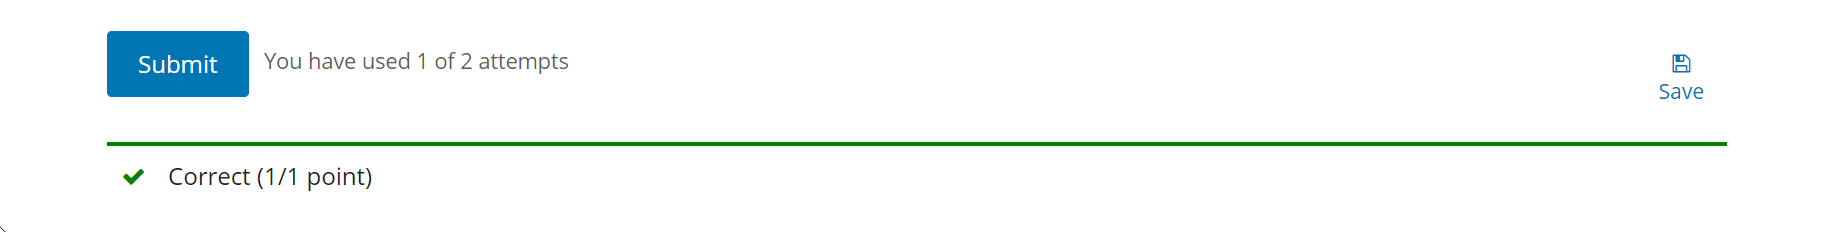 Submit You have used 1 of 2 attempts
Save
Correct (1/1 point)